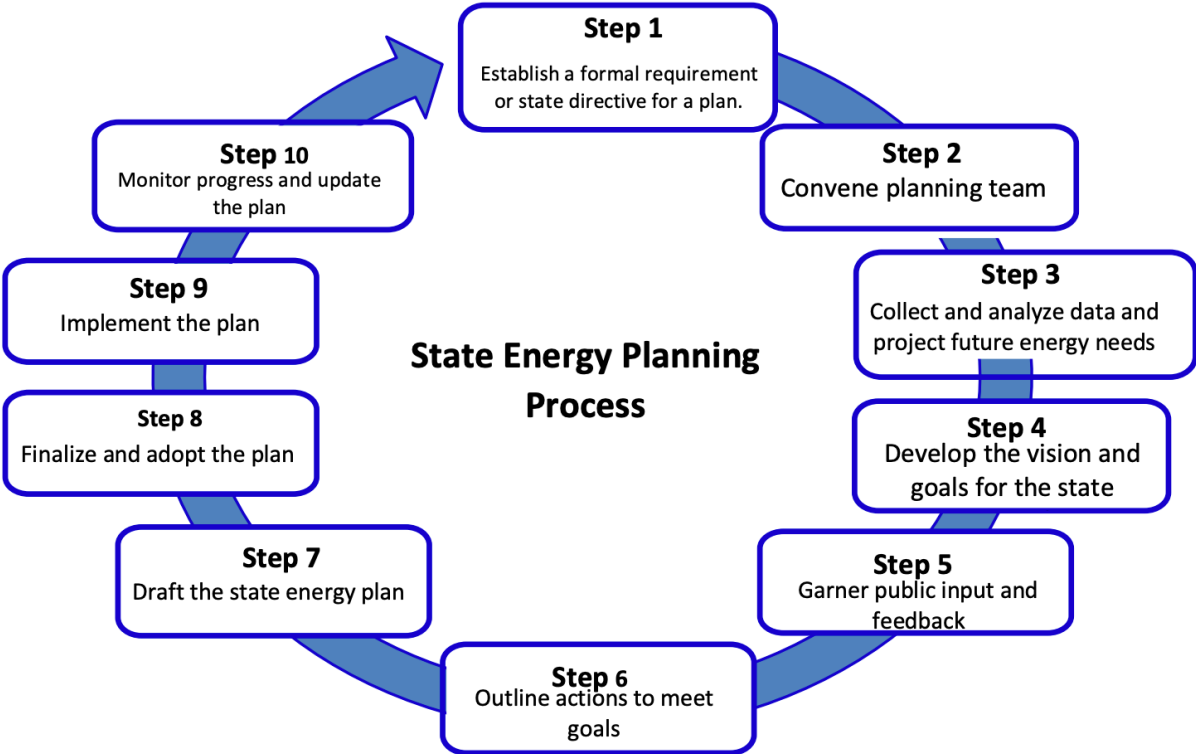 Step 1
Establish a formal requirement
or state directive for a plan.
Step 2
Convene planning team
Step 3
Collect and analyze data and
project future energy needs
Step 4
Develop the vision and
goals for the state
Step 5
Garner public input and
feedback
Step 6
Outline actions to meet
goals
Step 7
Draft the state energy plan
Step 8
Finalize and adopt the plan
Step 9
Implement the plan
Step 10
Monitor progress and update
the plan
State Energy Planning
Process